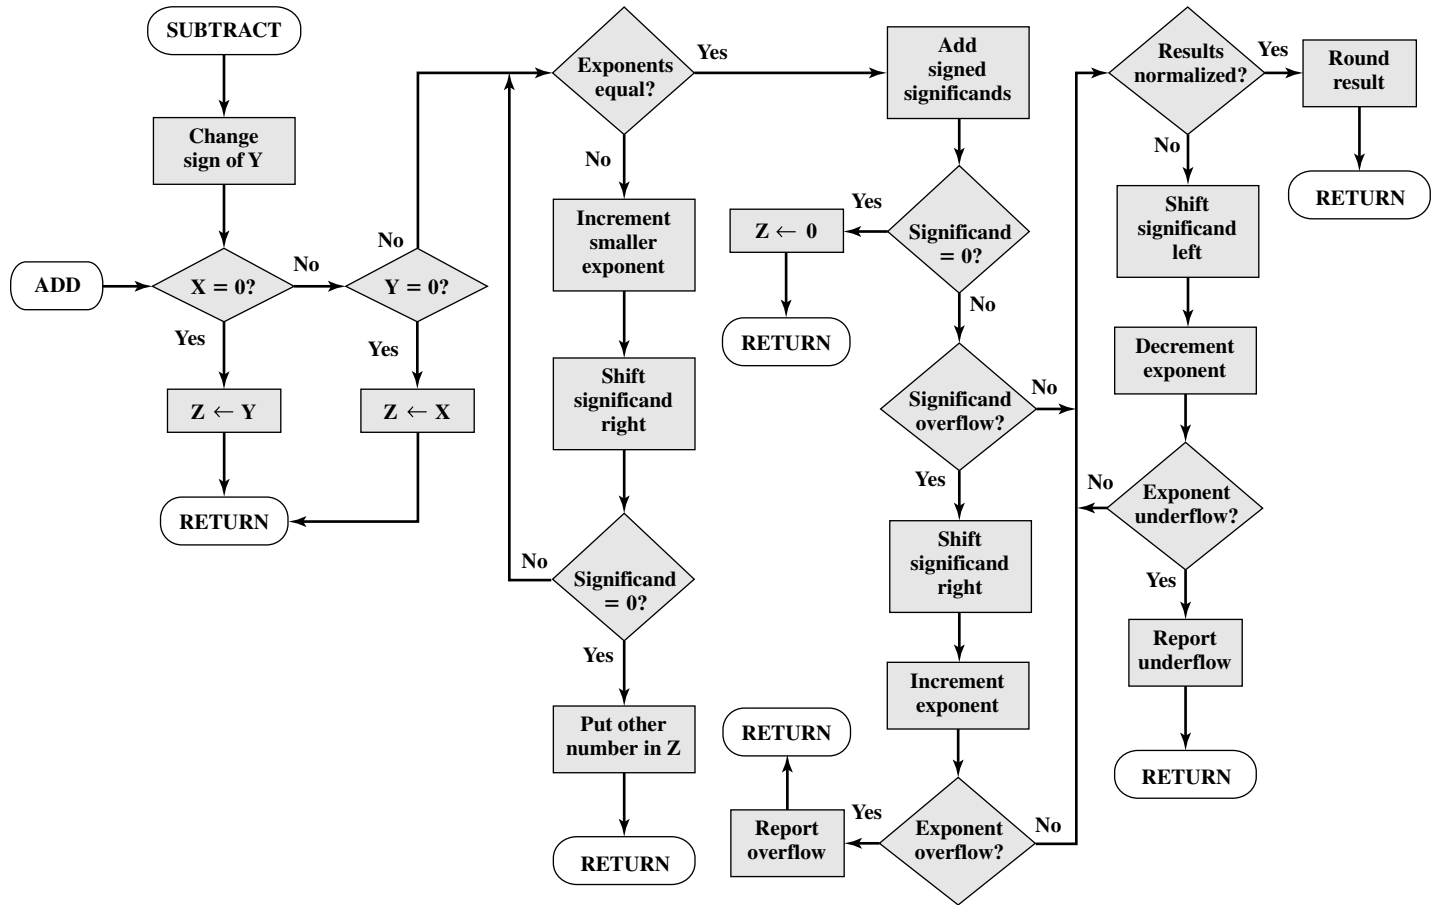 SUBTRACT
Change
sign of Y
ADD
X = 0?
No
Yes
Z ← Y
RETURN
Y = 0?
No
Yes
Z ← X
Exponents
equal?
Yes
No
Increment
smaller
exponent
Shift
significand
right
Significand
= 0?
No
Yes
Put other
number in Z
RETURN
Add
signed
significands
Significand
= 0?
Yes
Z ← 0
RETURN
No
Significand
overflow?
No
Yes
Shift
significand
right
Increment
exponent
Exponent
overflow?
Yes
Report
overflow
RETURN
No
Results
normalized?
Yes
Round
result
RETURN
No
Shift
significand
left
Decrement
exponent
Exponent
underflow?
No
Yes
Report
underflow
RETURN